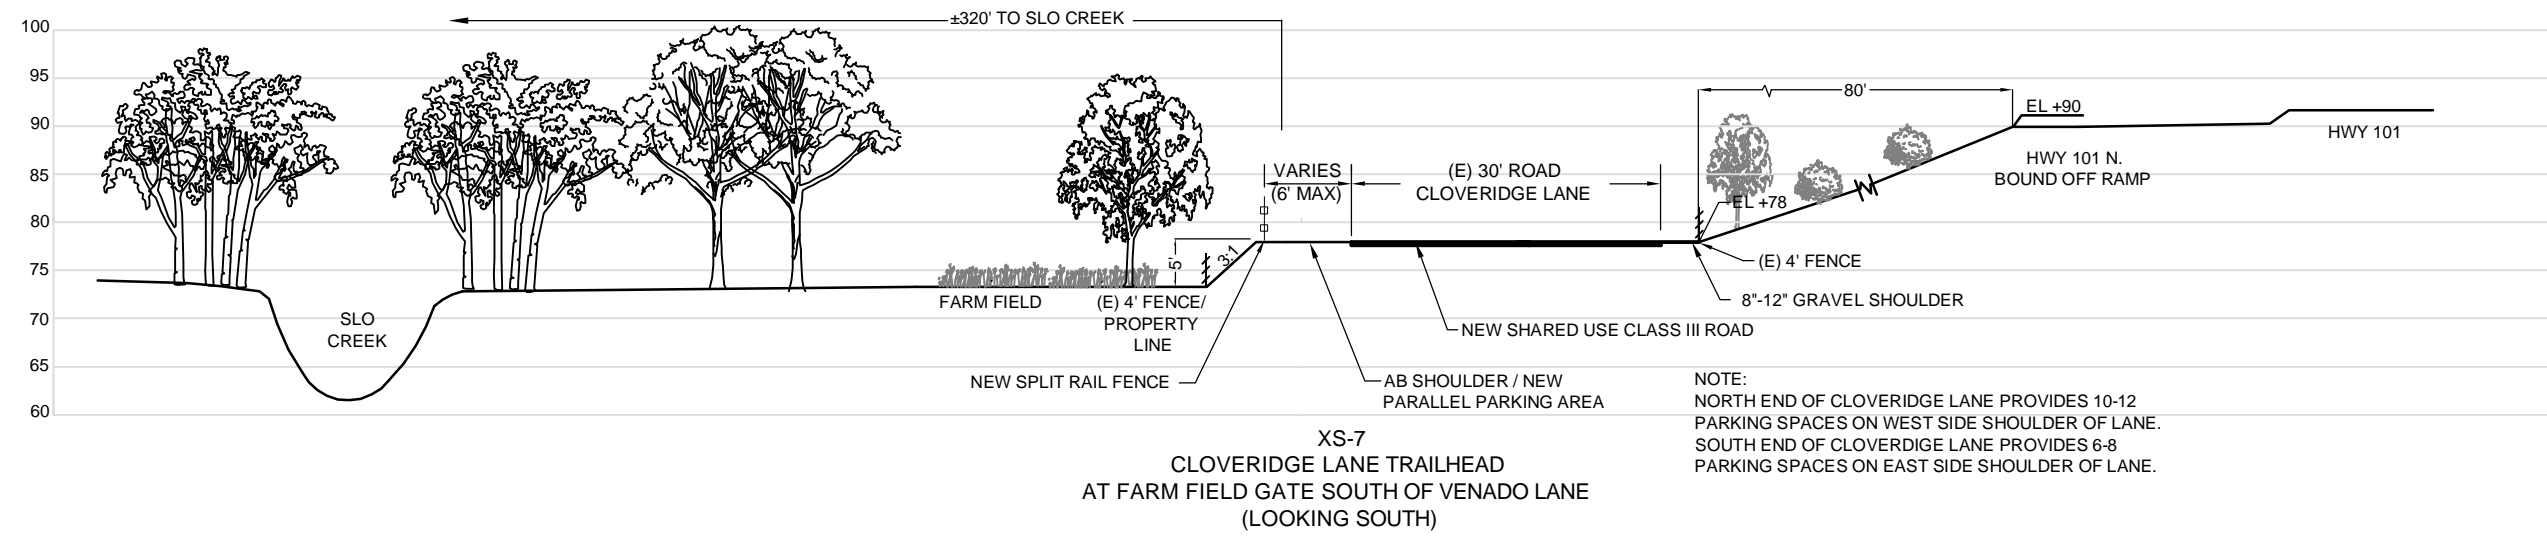 ±320' TO SLO CREEK
100
95
90
85
80
75
70
65
60
80'
EL +90
HWY 101
HWY 101 N.
BOUND OFF RAMP
VARIES
(6' MAX)
(E) 30' ROAD
CLOVERIDGE LANE
EL +78
5'
3:1
(E) 4' FENCE
8"-12" GRAVEL SHOULDER
FARM FIELD
(E) 4' FENCE/
PROPERTY
LINE
SLO
CREEK
NEW SHARED USE CLASS III ROAD
NEW SPLIT RAIL FENCE
AB SHOULDER / NEW
PARALLEL PARKING AREA
NOTE:
NORTH END OF CLOVERIDGE LANE PROVIDES 10-12
PARKING SPACES ON WEST SIDE SHOULDER OF LANE.
SOUTH END OF CLOVERDIGE LANE PROVIDES 6-8
PARKING SPACES ON EAST SIDE SHOULDER OF LANE.
XS-7
CLOVERIDGE LANE TRAILHEAD
AT FARM FIELD GATE SOUTH OF VENADO LANE
(LOOKING SOUTH)